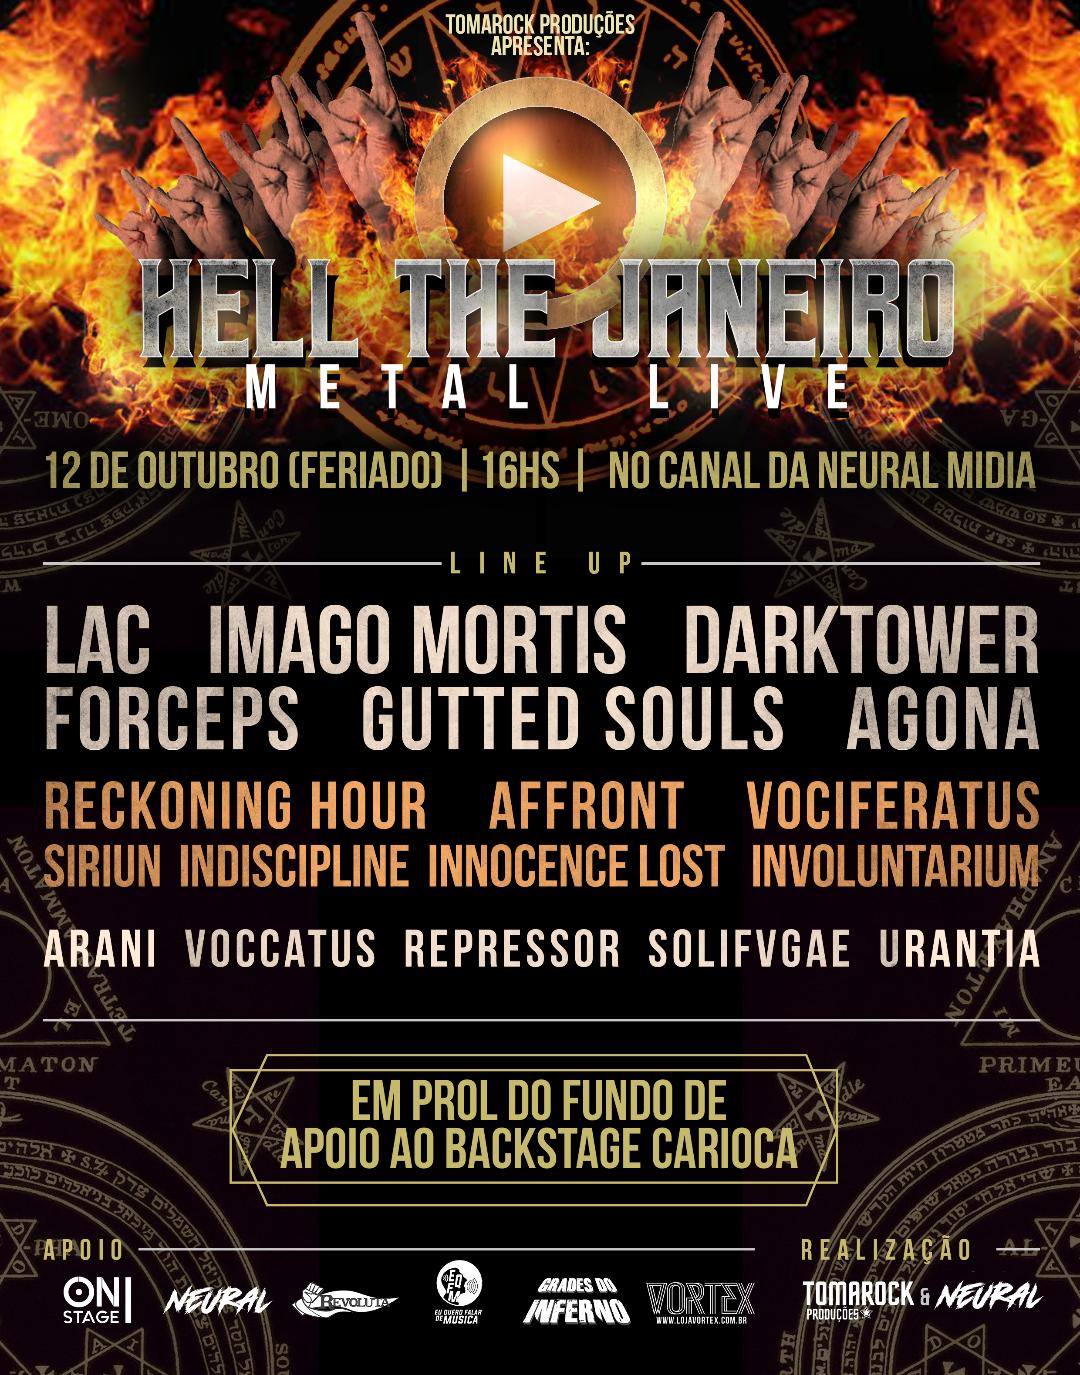 TOMAROCK PRODUÇÕES
APRESENTA:
HELL THE JANEIRO
METAL LIVE
12 DE OUTUBRO (FERIADO) | 16HS | NO CANAL DA NEURAL MIDIA
LINE UP
LAC IMAGO MORTIS DARKTOWER
FORCEPS GUTTED SOULS AGONA
RECKONING HOUR AFFRONT VOCIFERATUS
SIRIUN INDISCIPLINE INNOCENCE LOST INVOLUNTARIUM
ARANI VOCCATUS REPRESSOR SOLIFVGAE URANTIA
EM PROL DO FUNDO DE
APOIO AO BACKSTAGE CARIOCA
APOIO
ON STAGE
NEURAL
REVOLUTA
EQFM
EU QUERO FALAR
DE MUSICA
GRADES DO
INFERNO
VORTEX
WWW.LOJAVORTEX.COM.BR
REALIZAÇÃO
TOMAROCK
PRODUÇÕES
& NEURAL